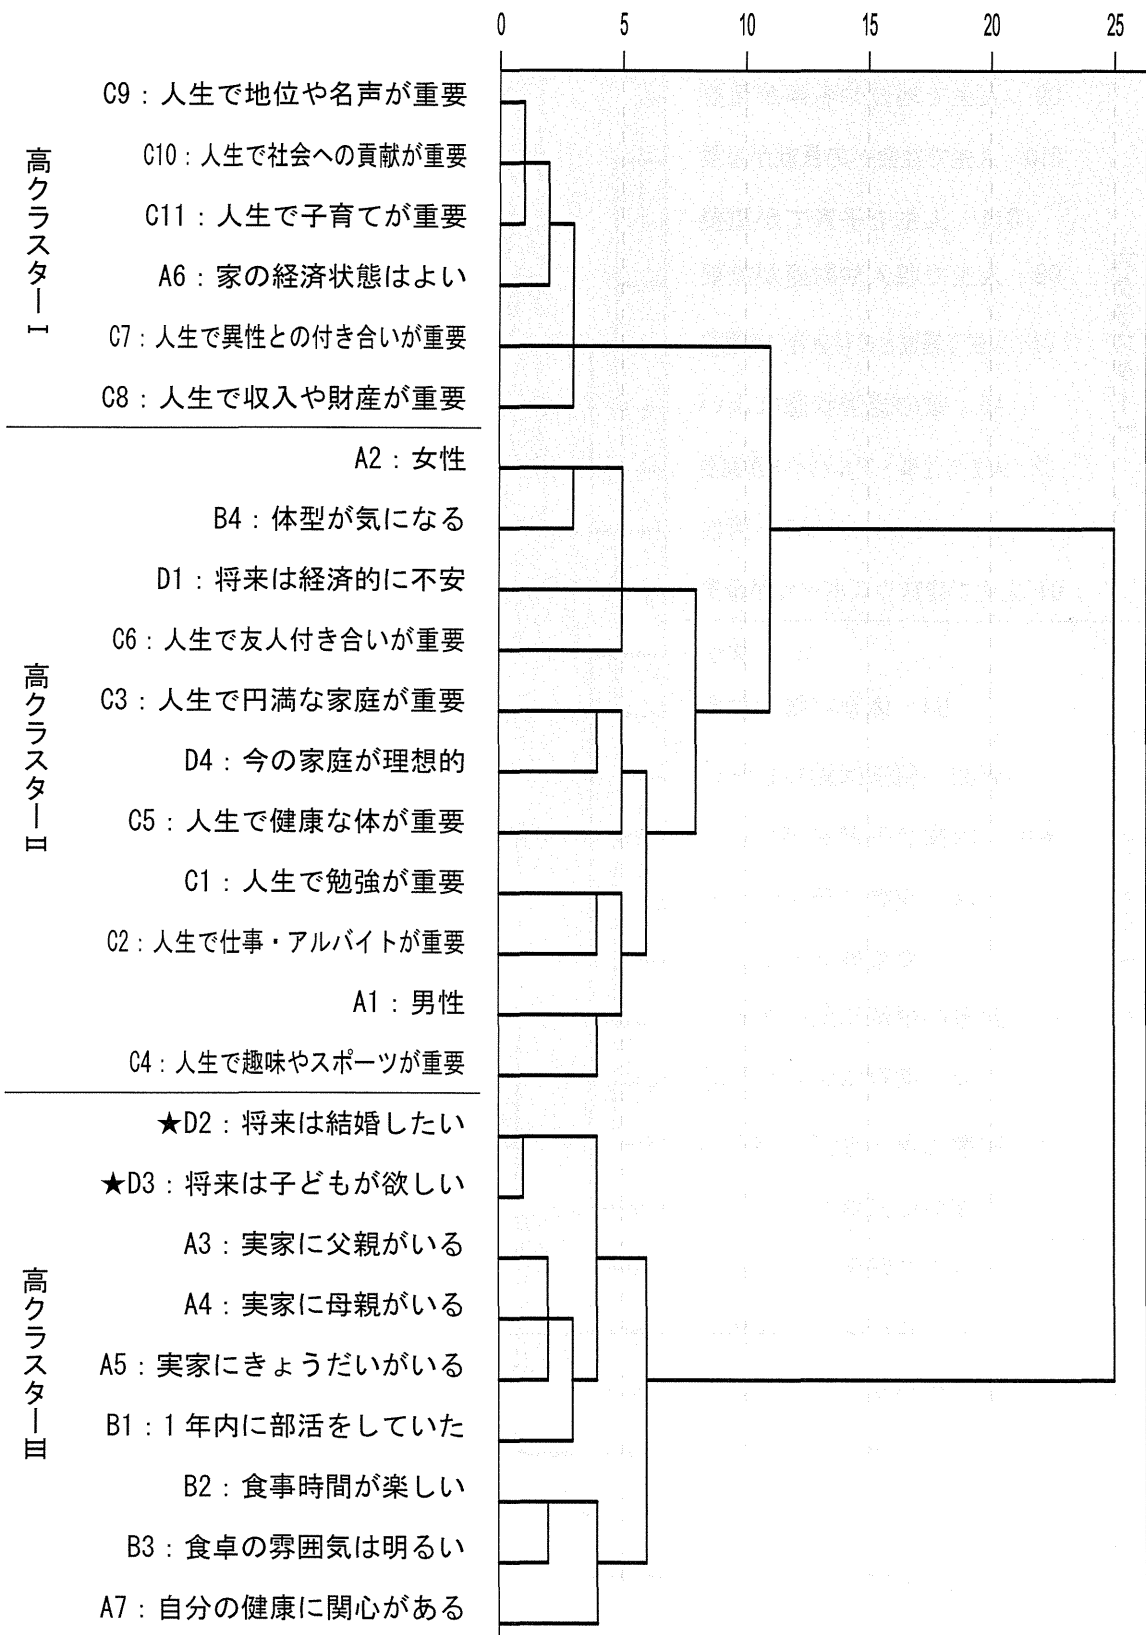 0 5 10 15 20 25
高クラスターⅠ
C9：人生で地位や名声が重要
C10：人生で社会への貢献が重要
C11：人生で子育てが重要
A6：家の経済状態はよい
C7：人生で異性との付き合いが重要
C8：人生で収入や財産が重要
高クラスターⅡ
A2：女性
B4：体型が気になる
D1：将来は経済的に不安
C6：人生で友人付き合いが重要
C3：人生で円満な家庭が重要
D4：今の家庭が理想的
C5：人生で健康な体が重要
C1：人生で勉強が重要
C2：人生で仕事・アルバイトが重要
A1：男性
C4：人生で趣味やスポーツが重要
高クラスターⅢ
★D2：将来は結婚したい
★D3：将来は子どもが欲しい
A3：実家に父親がいる
A4：実家に母親がいる
A5：実家にきょうだいがいる
B1：1年内に部活をしていた
B2：食事時間が楽しい
B3：食卓の雰囲気は明るい
A7：自分の健康に関心がある